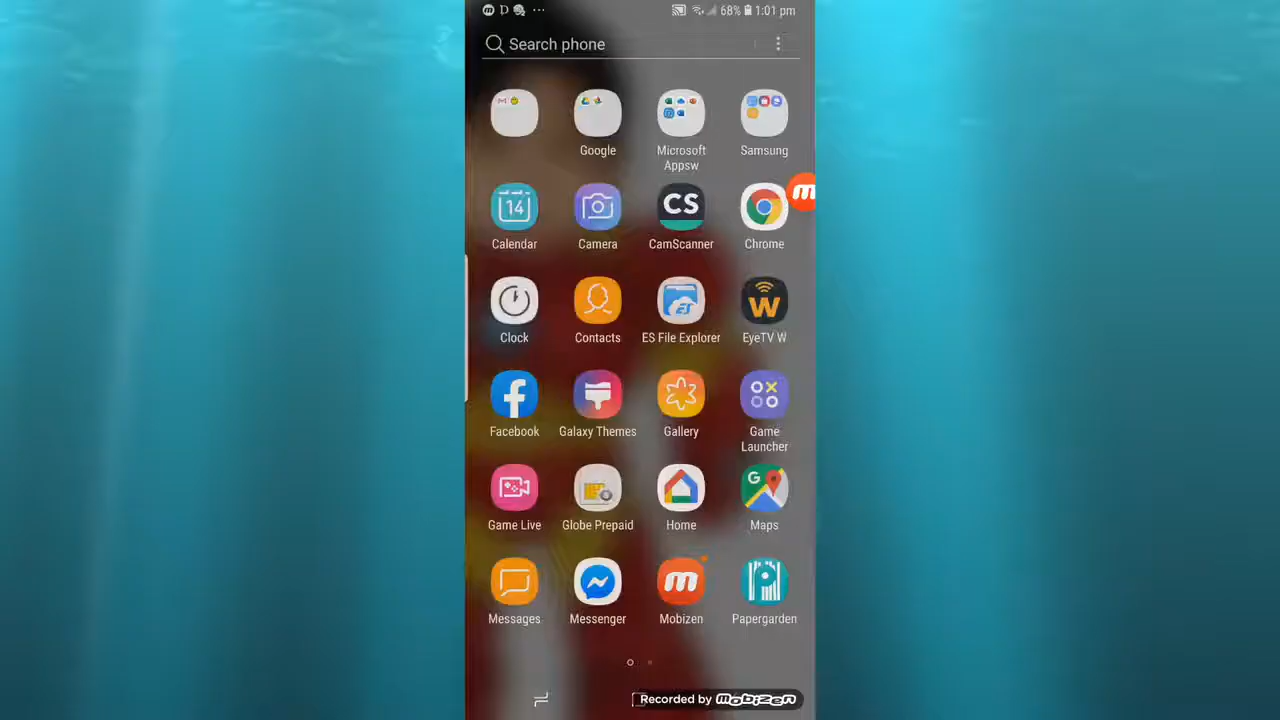 68% 1:01 pm
Search phone
Google
Microsoft
Appsw
Samsung
14
CS
Calendar
Camera
CamScanner
Chrome
m
ES
W
Clock
Contacts
ES File Explorer
EyeTV W
Facebook
Galaxy Themes
Gallery
Game
Launcher
G
Game Live
Globe Prepaid
Home
Maps
m
Messages
Messenger
Mobizen
Papergarden
Recorded by mobizen